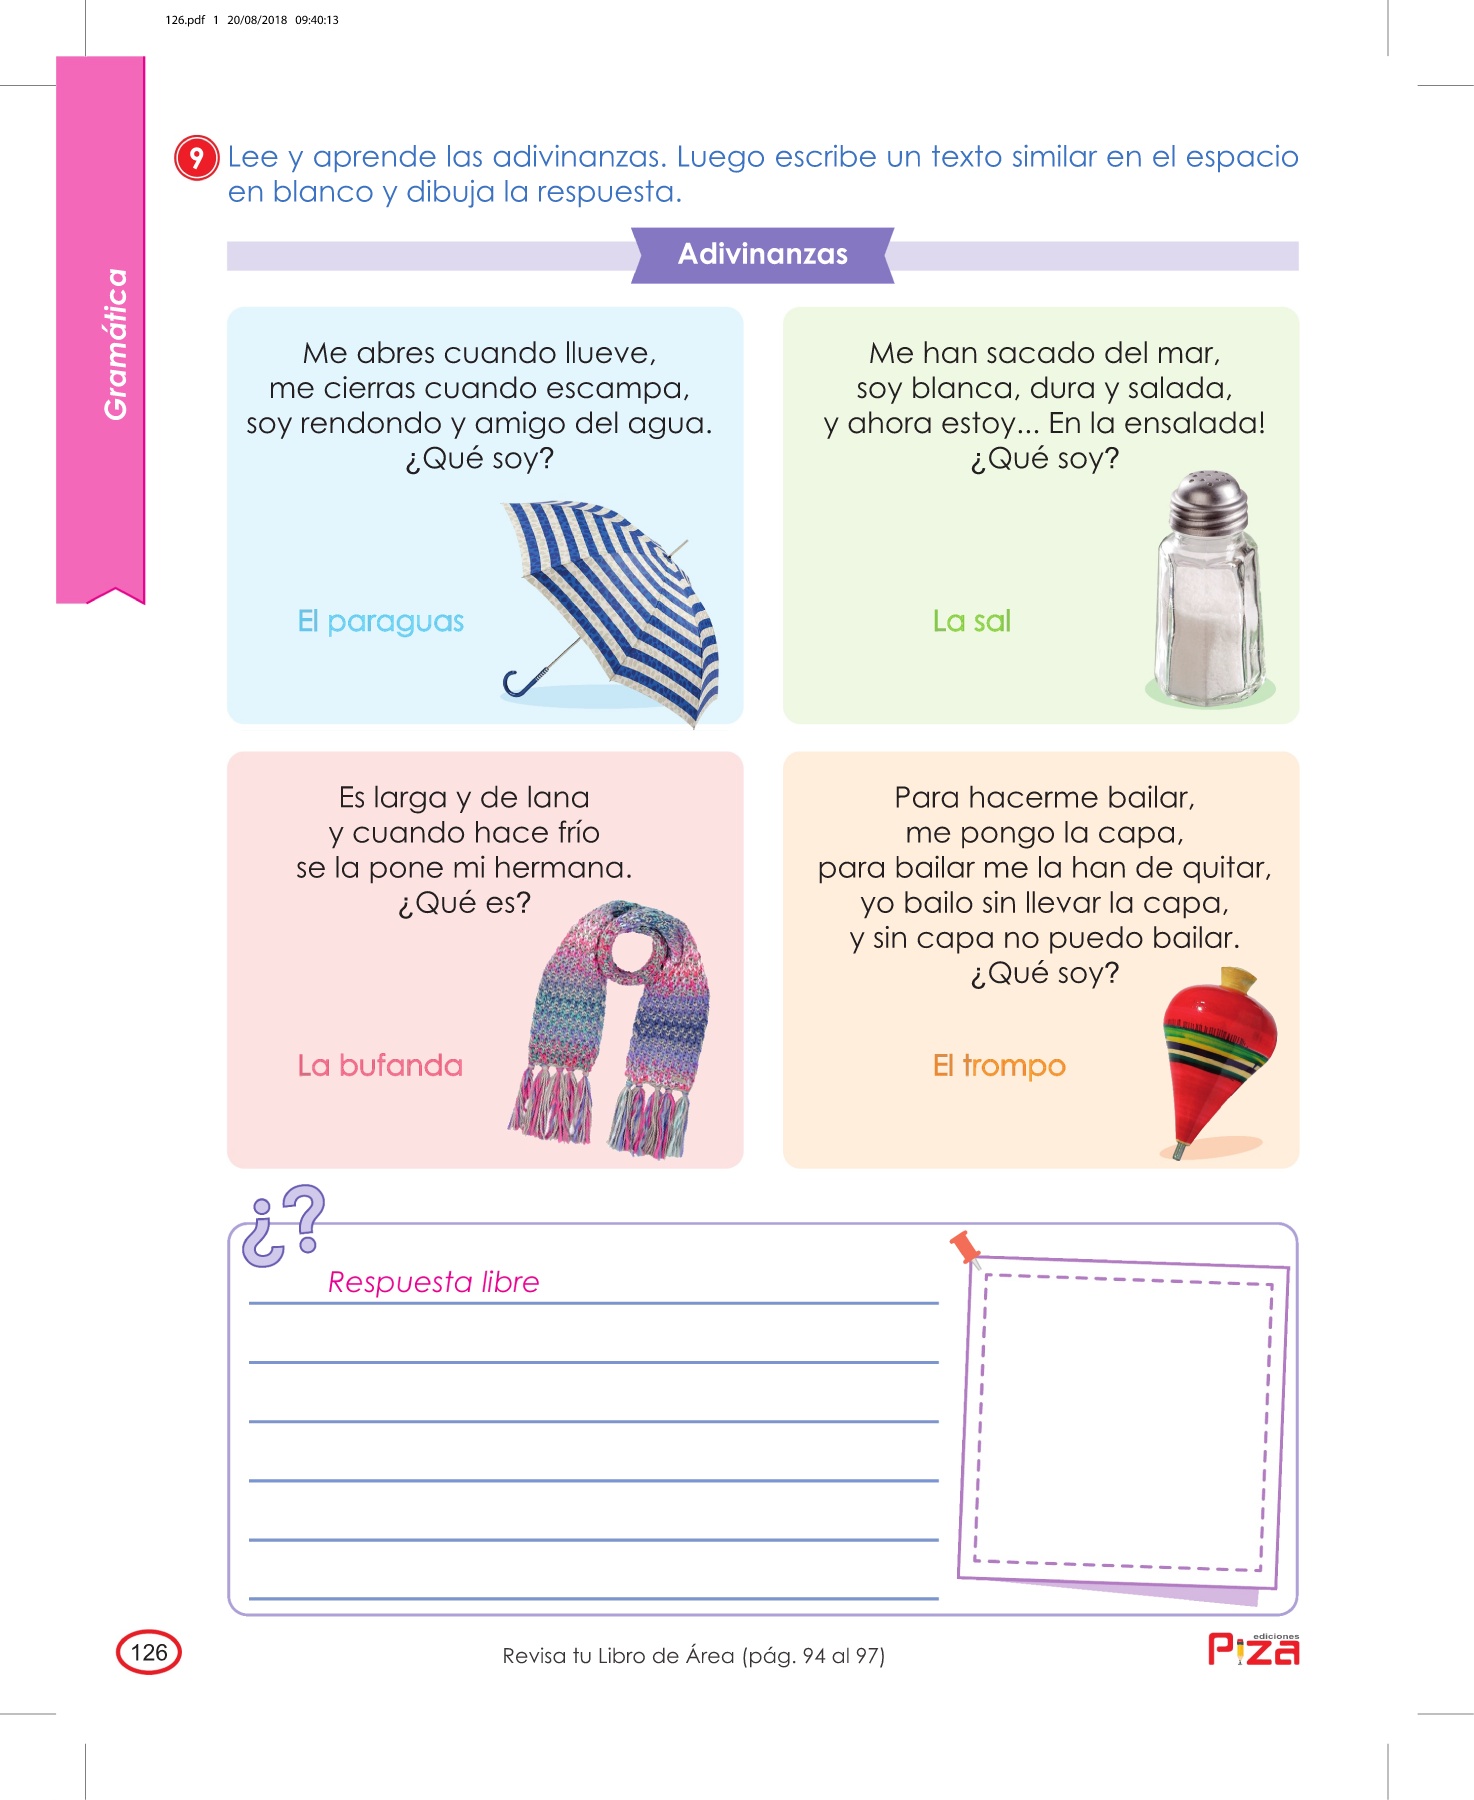 126.pdf 1 20/08/2018 09:40:13
Gramática
9 Lee y aprende las adivinanzas. Luego escribe un texto similar en el espacio
en blanco y dibuja la respuesta.
Adivinanzas
Me abres cuando llueve,
me cierras cuando escampa,
soy rendondo y amigo del agua.
¿Qué soy?
El paraguas
Me han sacado del mar,
soy blanca, dura y salada,
y ahora estoy... En la ensalada!
¿Qué soy?
La sal
Es larga y de lana
y cuando hace frío
se la pone mi hermana.
¿Qué es?
La bufanda
Para hacerme bailar,
me pongo la capa,
para bailar me la han de quitar,
yo bailo sin llevar la capa,
y sin capa no puedo bailar.
¿Qué soy?
El trompo
¿?
Respuesta libre
126
Revisa tu Libro de Área (pág. 94 al 97)
ediciones
Piza